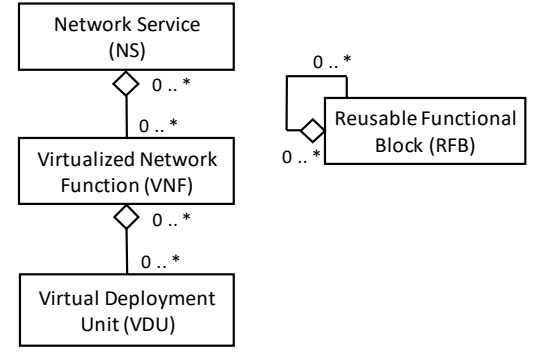 Network Service
(NS)
0 .. *
0 .. *
Virtualized Network
Function (VNF)
0 .. *
0 .. *
Virtual Deployment
Unit (VDU)
0 .. *
Reusable Functional
Block (RFB)
0 .. *